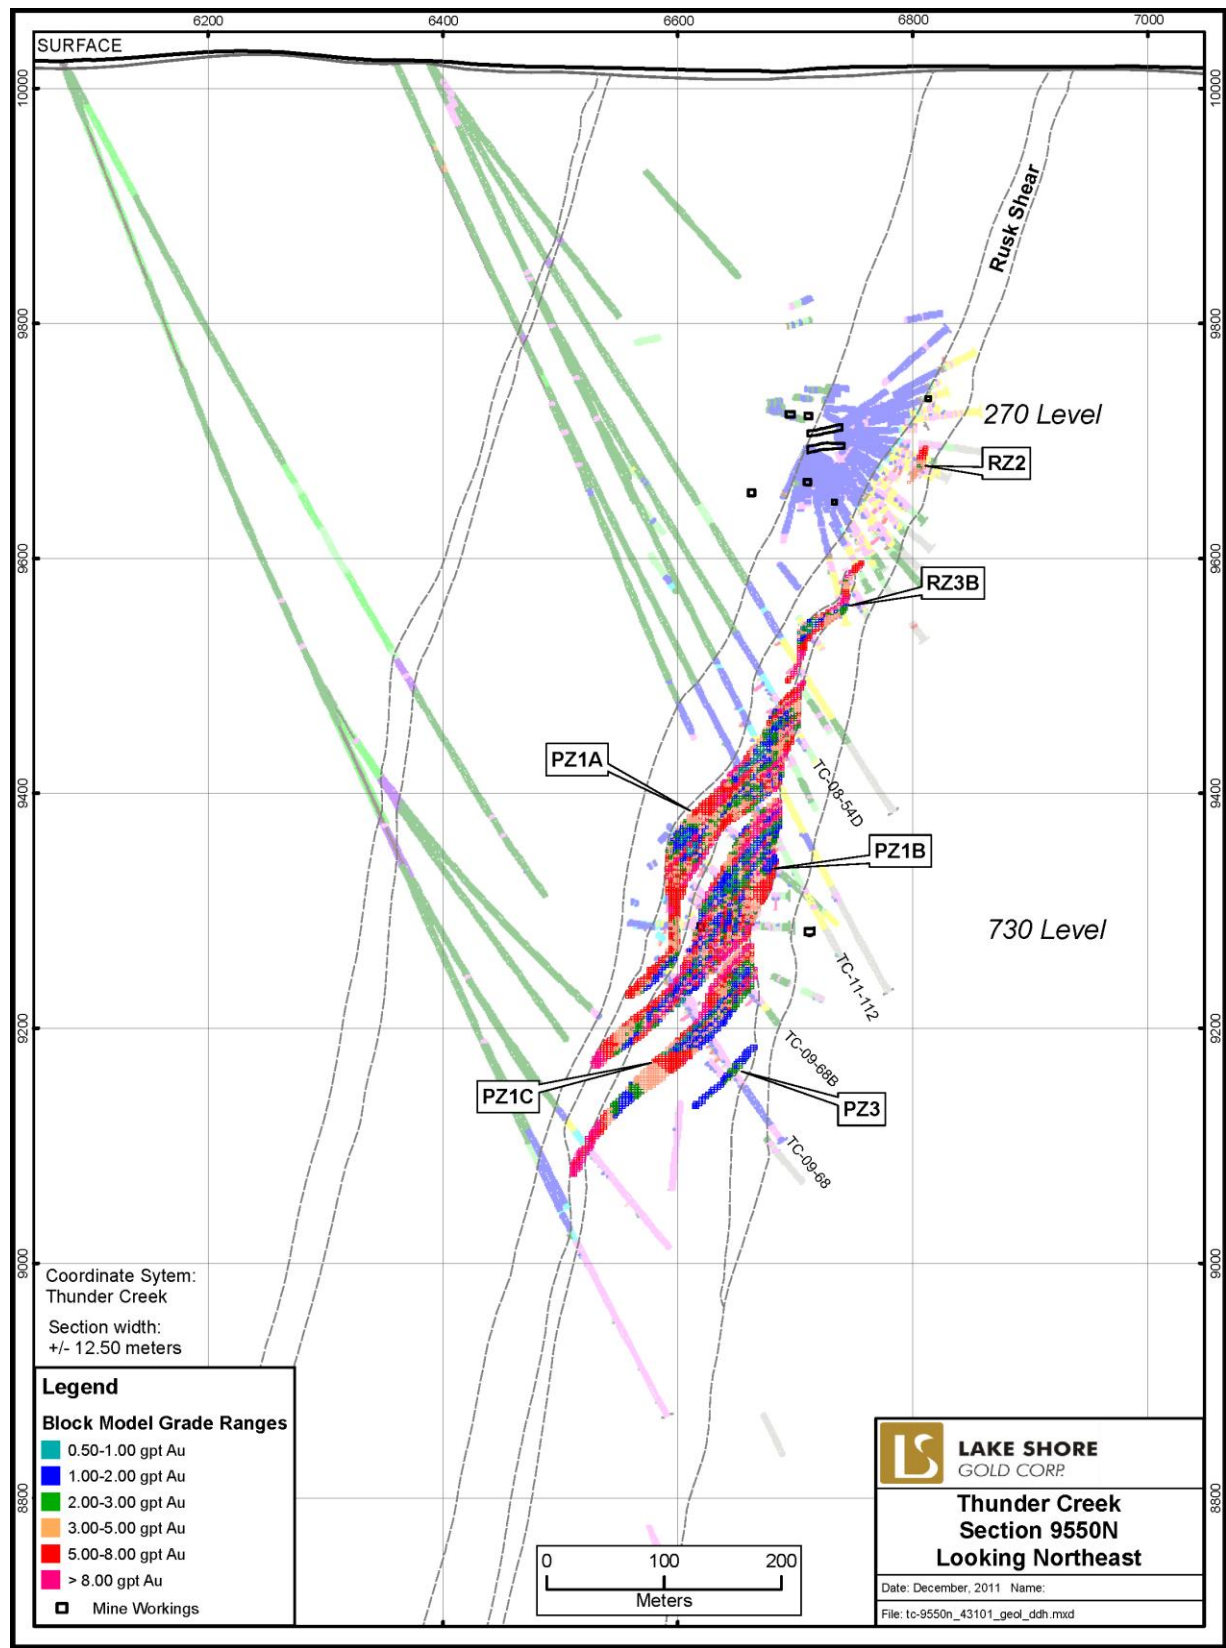 6200 6400 6600 6800 7000
SURFACE
10000 10000
Rusk Shear
9800 9800
270 Level
RZ2
9600 9600
RZ3B
PZ1A
9400 9400
TC-08-54D
PZ1B
730 Level
TC-11-112
9200 9200
TC-09-68B
PZ1C
PZ3
TC-09-68
9000 9000
Coordinate Sytem:
Thunder Creek
Section width:
+/- 12.50 meters
8800 8800
Legend
Block Model Grade Ranges
0.50-1.00 gpt Au
1.00-2.00 gpt Au
2.00-3.00 gpt Au
3.00-5.00 gpt Au
5.00-8.00 gpt Au
> 8.00 gpt Au
Mine Workings
0 100 200
Meters
LS
LAKE SHORE
GOLD CORP.
Thunder Creek
Section 9550N
Looking Northeast
Date: December, 2011 Name:
File: tc-9550n_43101_geol_ddh.mxd